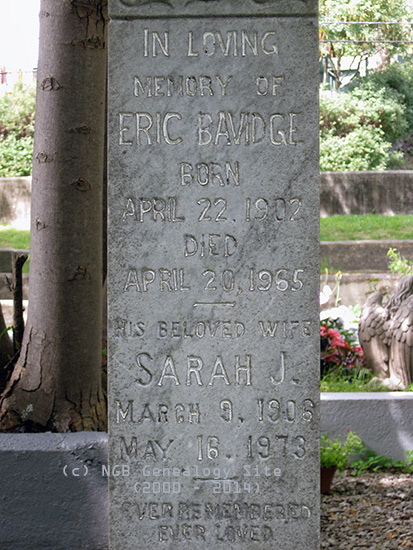 IN LOVING
MEMORY OF
ERIC BAVIDGE
BORN
APRIL 22, 1902
DIED
APRIL 20, 1965
HIS BELOVED WIFE
SARAH J.
MARCH 9, 1906
MAY 16, 1973
(c) NGB Genealogy Site
(2000 - 2014)
EVER REMEMBERED
EVER LOVED